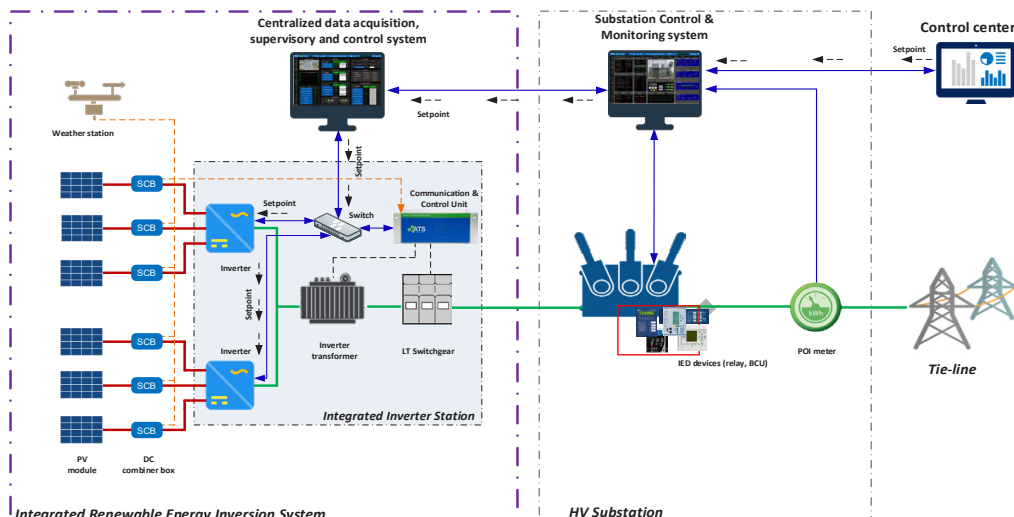 Centralized data acquisition,
supervisory and control system
Substation Control &
Monitoring system
Control center
Setpoint
Setpoint
Weather station
Setpoint
SCB
SCB
SCB
SCB
SCB
SCB
Setpoint
Switch
Communication &
Control Unit
ATS
Inverter
Setpoint
Inverter
Inverter
transformer
LT Switchgear
Integrated Inverter Station
PV
module
DC
combiner box
IED devices (relay, BCU)
kWh
POI meter
Tie-line
Integrated Renewable Energy Inversion System
HV Substation